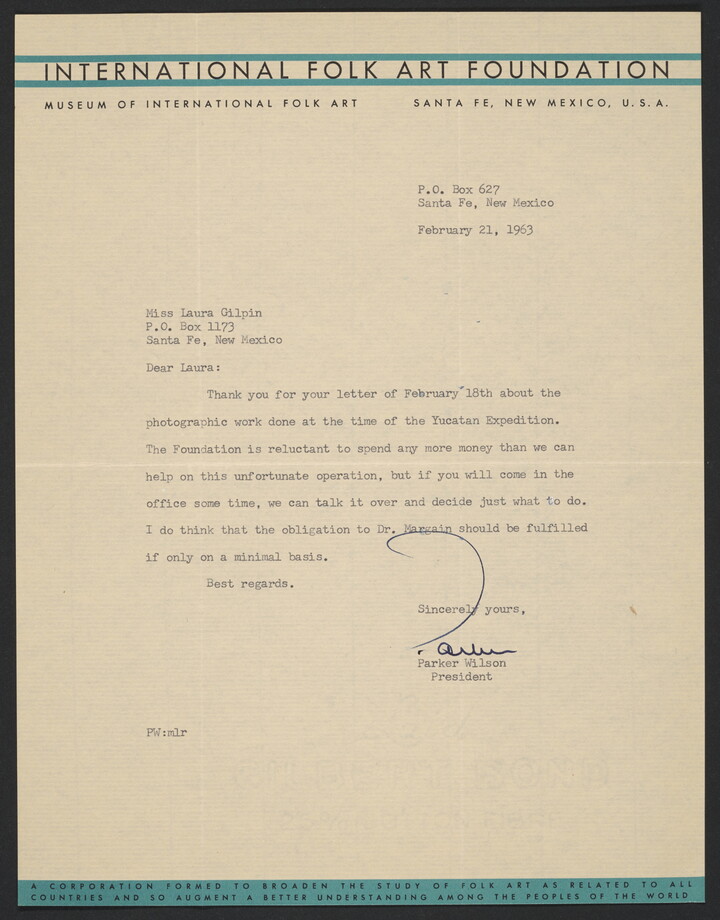 INTERNATIONAL FOLK ART FOUNDATION
MUSEUM OF INTERNATIONAL FOLK ART SANTA FE, NEW MEXICO, U.S.A.
P.O. Box 627
Santa Fe, New Mexico
February 21, 1963
Miss Laura Gilpin
P.O. Box 1173
Santa Fe, New Mexico
Dear Laura:
Thank you for your letter of February 18th about the
photographic work done at the time of the Yucatan Expedition.
The Foundation is reluctant to spend any more money than we can
help on this unfortunate operation, but if you will come in the
office some time, we can talk it over and decide just what to do.
I do think that the obligation to Dr. Margain should be fulfilled
if only on a minimal basis.
Best regards.
Sincerely yours,
Parker
Parker Wilson
President
PW:mlr
A CORPORATION FORMED TO BROADEN THE STUDY OF FOLK ART AS RELATED TO ALL
COUNTRIES AND SO AUGMENT A BETTER UNDERSTANDING AMONG THE PEOPLES OF THE WORLD